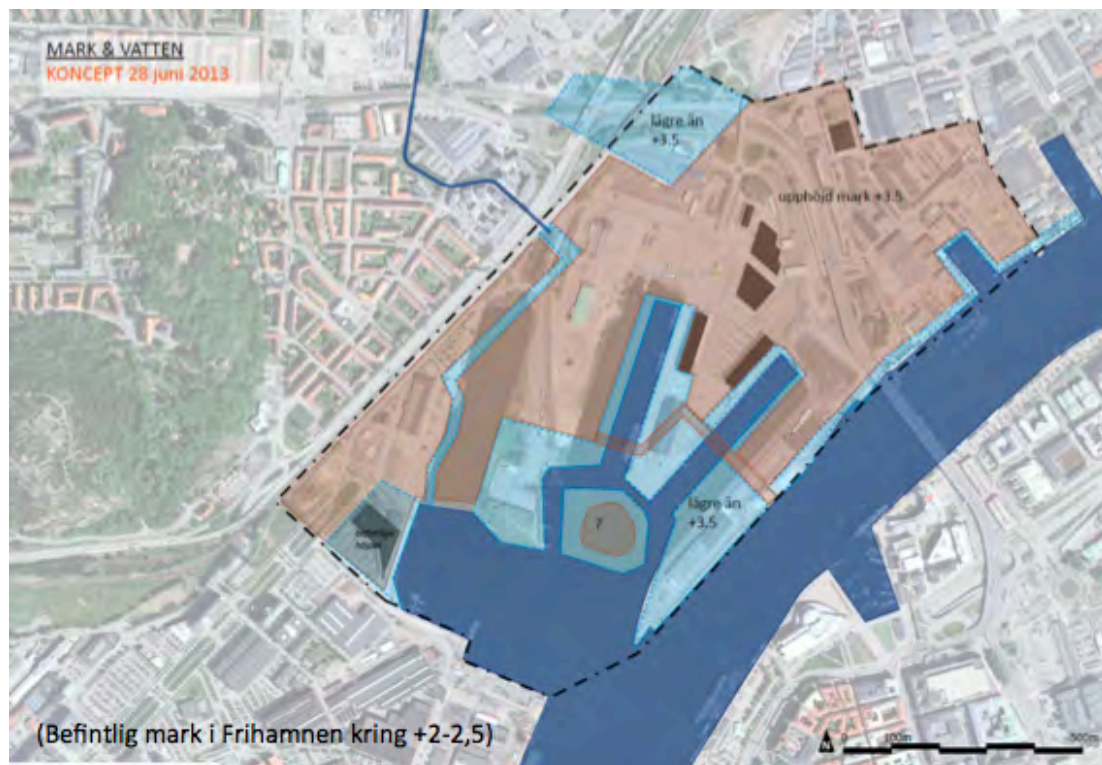 MARK & VATTEN
KONCEPT 28 juni 2013
lägre än
+3.5
upphöjd mark +3.5
lägre än
+3.5
?
(Befintlig mark i Frihamnen kring +2-2,5)
N
0
100m
500m